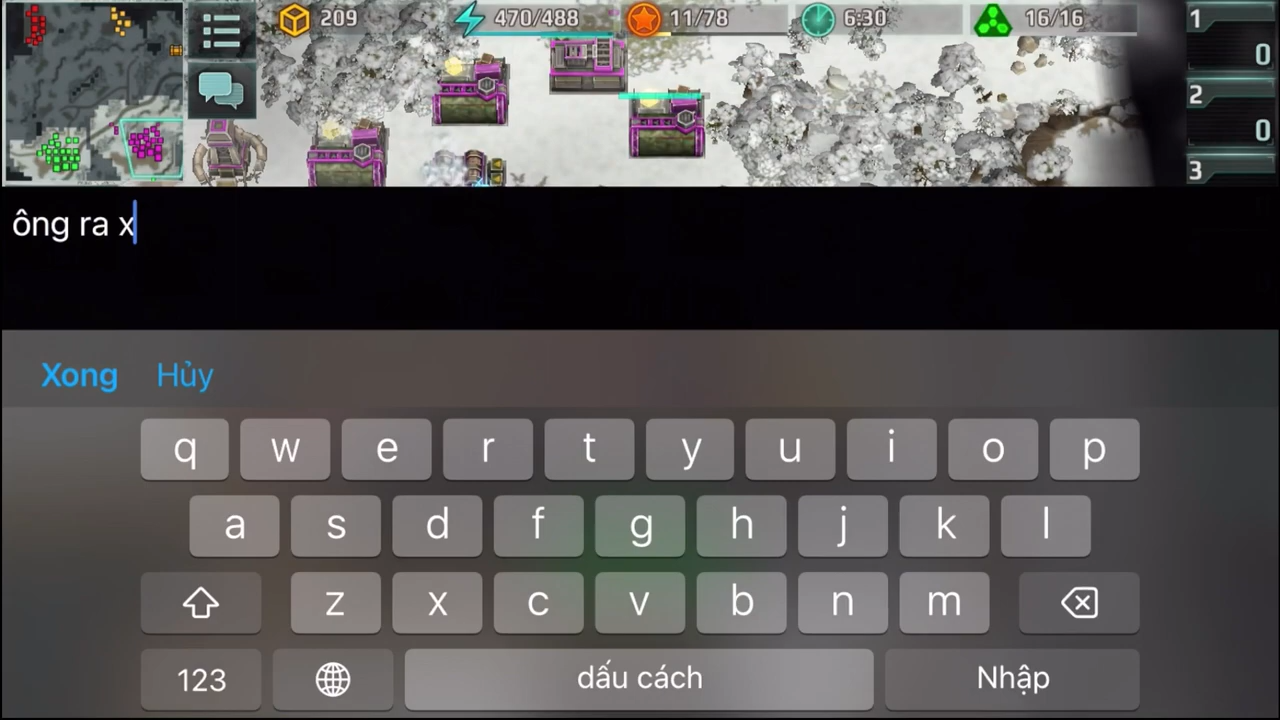 209 470/488 11/78 6:30 16/16
1
0
2
0
3
ông ra x
Xong Hủy
q w e r t y u i o p
a s d f g h j k l
z x c v b n m
123 dấu cách Nhập